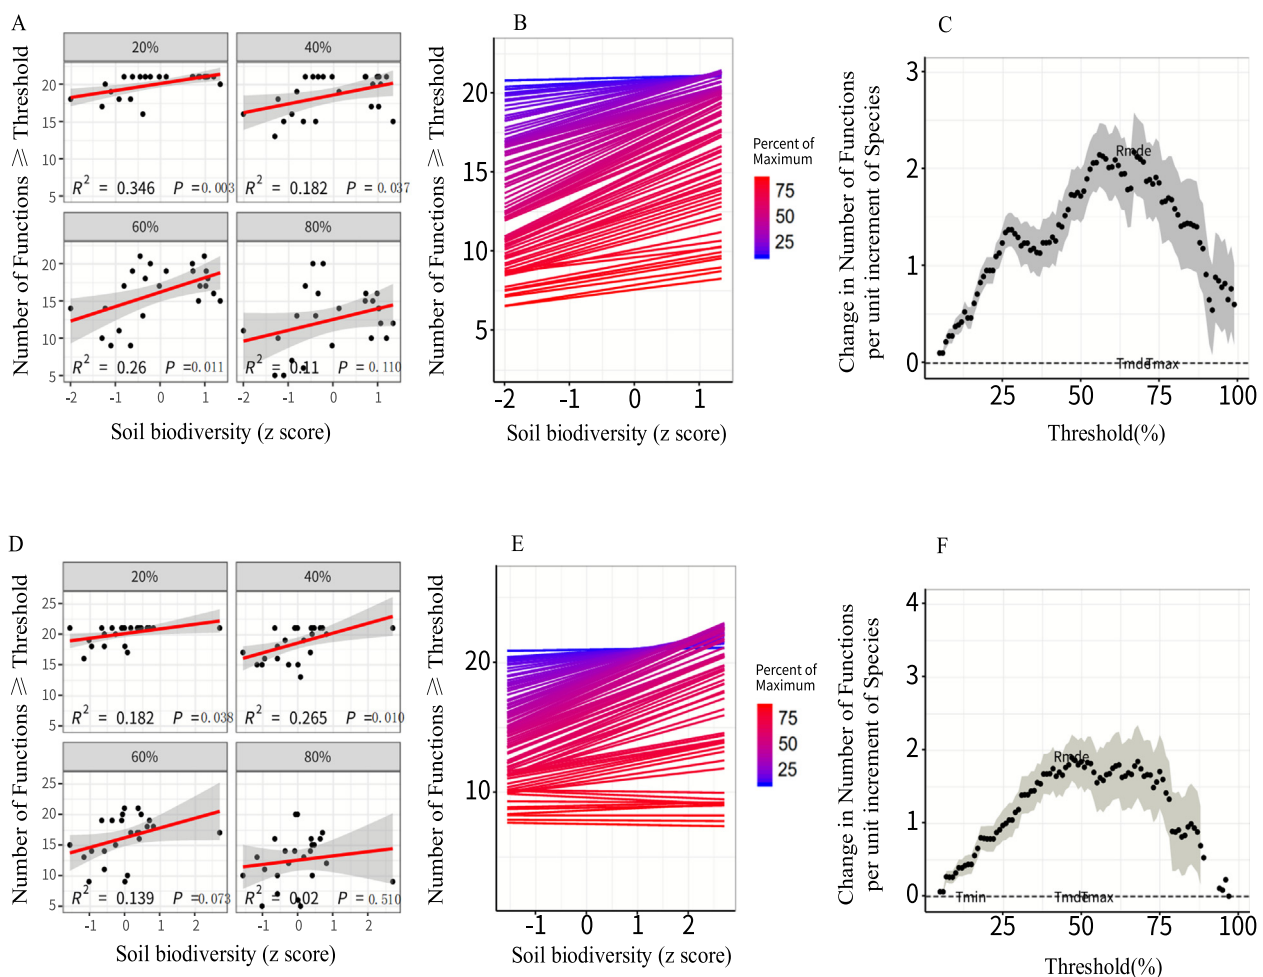 A
Number of Functions ⩾ Threshold
20%
40%
20
15
10
5
R² = 0.346 P =0.003
R² = 0.182 P =0.037
60%
80%
20
15
10
5
R² = 0.26 P =0.011
R² = 0.11 P = 0.110
-2 -1 0 1
-2 -1 0 1
Soil biodiversity (z score)
B
Number of Functions ⩾ Threshold
20
15
10
5
-2 -1 0 1
Soil biodiversity (z score)
Percent of
Maximum
75
50
25
C
Change in Number of Functions
per unit increment of Species
3
2
1
0
Rmde
Tmde Tmax
25 50 75 100
Threshold(%)
D
Number of Functions ⩾ Threshold
20%
40%
25
20
15
10
5
R² = 0.182 P =0.038
R² = 0.265 P =0.010
60%
80%
25
20
15
10
5
R² = 0.139 P =0.073
R² = 0.02 P =0.510
-1 0 1 2
-1 0 1 2
Soil biodiversity (z score)
E
Number of Functions ⩾ Threshold
20
10
-1 0 1 2
Soil biodiversity (z score)
Percent of
Maximum
75
50
25
F
Change in Number of Functions
per unit increment of Species
4
3
2
1
0
Rmde
Tmin Tmde Tmax
25 50 75 100
Threshold(%)